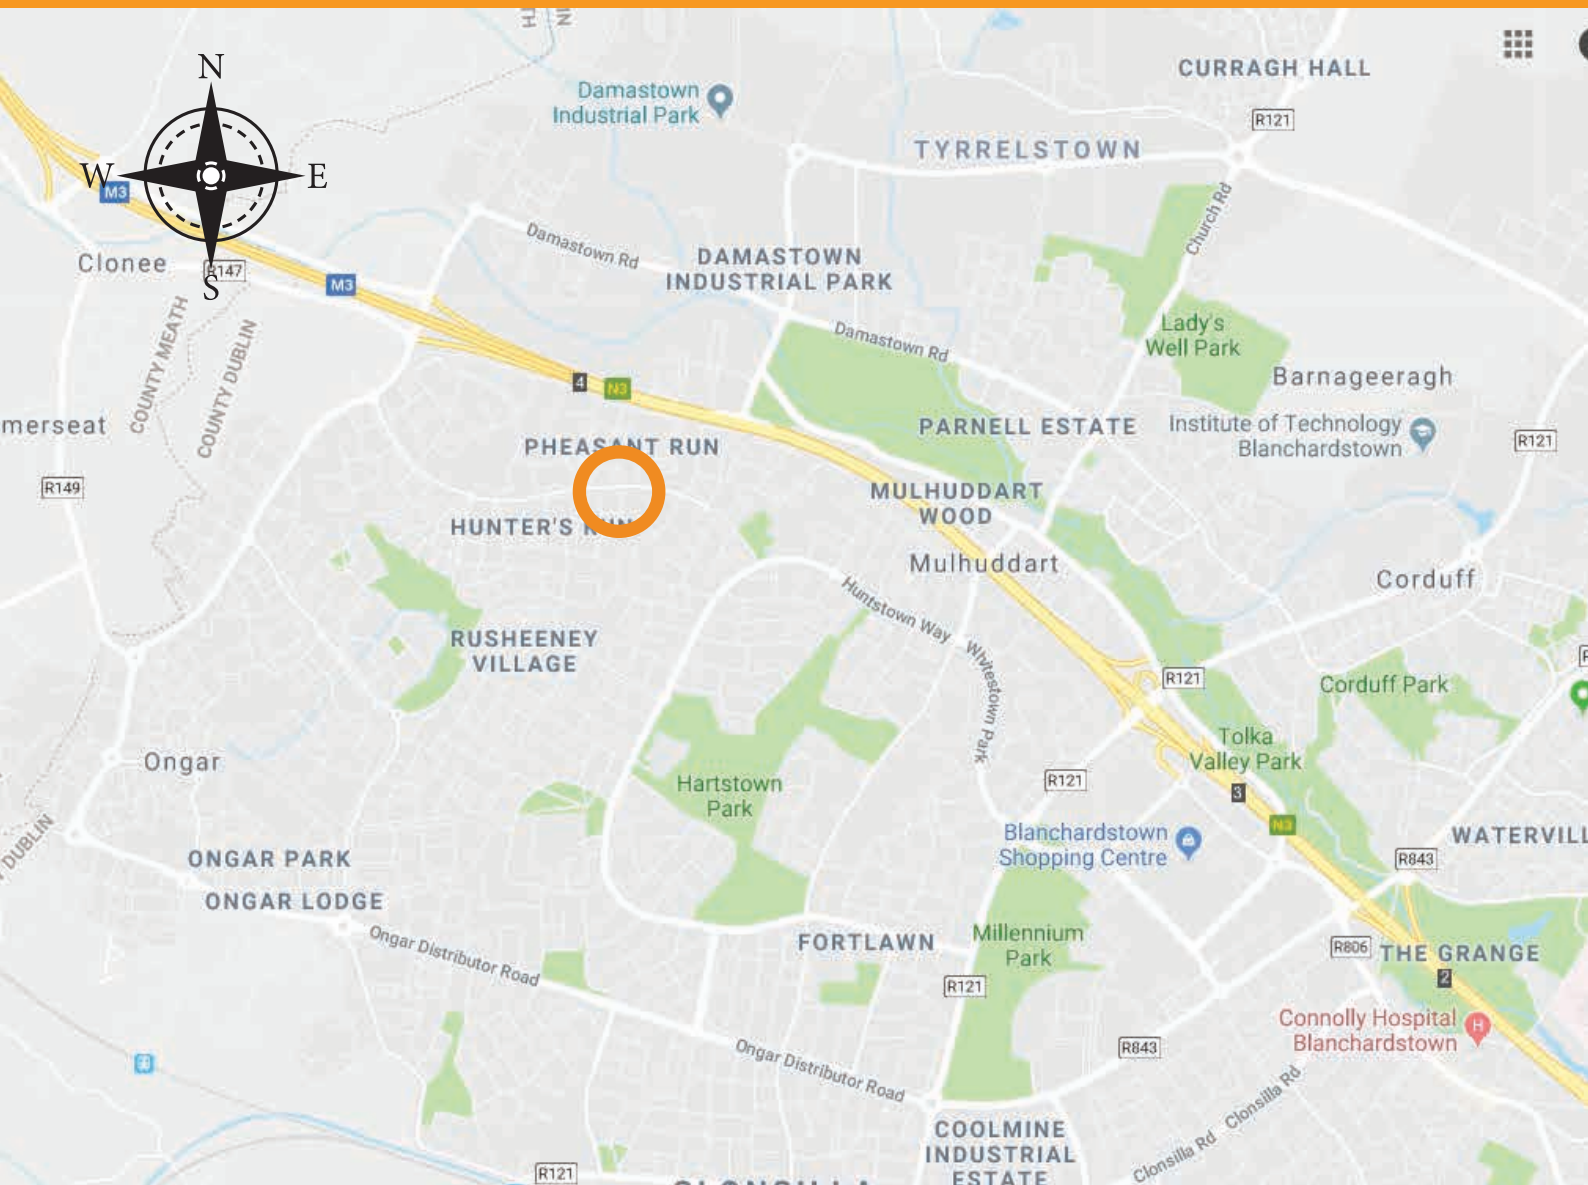 CURRAGH HALL
N
Damastown
Industrial Park
R121
TYRRELSTOWN
W
E
M3
Church Rd
Damastown Rd
DAMASTOWN
INDUSTRIAL PARK
Clonee
R147
S
M3
COUNTY MEATH
COUNTY DUBLIN
Damastown Rd
Lady's
Well Park
Barnageeragh
4
N3
merseat
PHEASANT RUN
PARNELL ESTATE
Institute of Technology
Blanchardstown
R121
R149
MULHUDDART
WOOD
HUNTER'S RUN
Mulhuddart
Corduff
Huntstown Way
RUSHEENEY
VILLAGE
Whitestown Park
R121
Corduff Park
Ongar
Tolka
Valley Park
Hartstown
Park
R121
3
N3
Blanchardstown
Shopping Centre
WATERVILL
DUBLIN
ONGAR PARK
R843
ONGAR LODGE
Ongar Distributor Road
FORTLAWN
Millennium
Park
R806
THE GRANGE
2
R121
Connolly Hospital
H
Blanchardstown
R843
Ongar Distributor Road
Clonsilla Rd
Clonsilla Rd
COOLMINE
INDUSTRIAL
ESTATE
R121